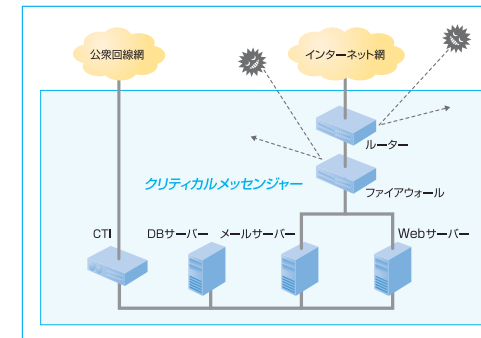 公衆回線網
インターネット網
ルーター
クリティカルメッセンジャー
ファイアウォール
CTI
DBサーバー
メールサーバー
Webサーバー